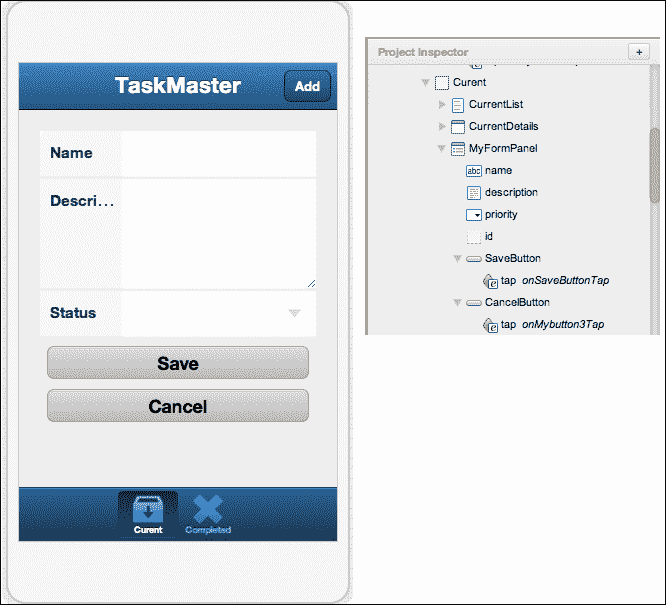 TaskMaster
Add
Name
Descri...
Status
Save
Cancel
Curent
Completed
Project Inspector
+
Curent
CurrentList
CurrentDetails
MyFormPanel
abc name
description
priority
id
SaveButton
tap onSaveButtonTap
CancelButton
tap onMybutton3Tap